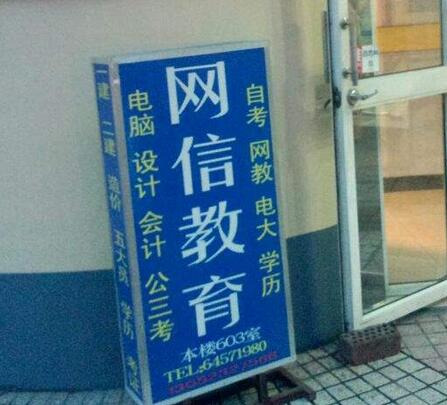 网信教育
自考 网教 电大 学历
电脑 设计 会计 公三考
本楼603室
TEL:64571980
一建 二建 造价 五大员 学历 考证